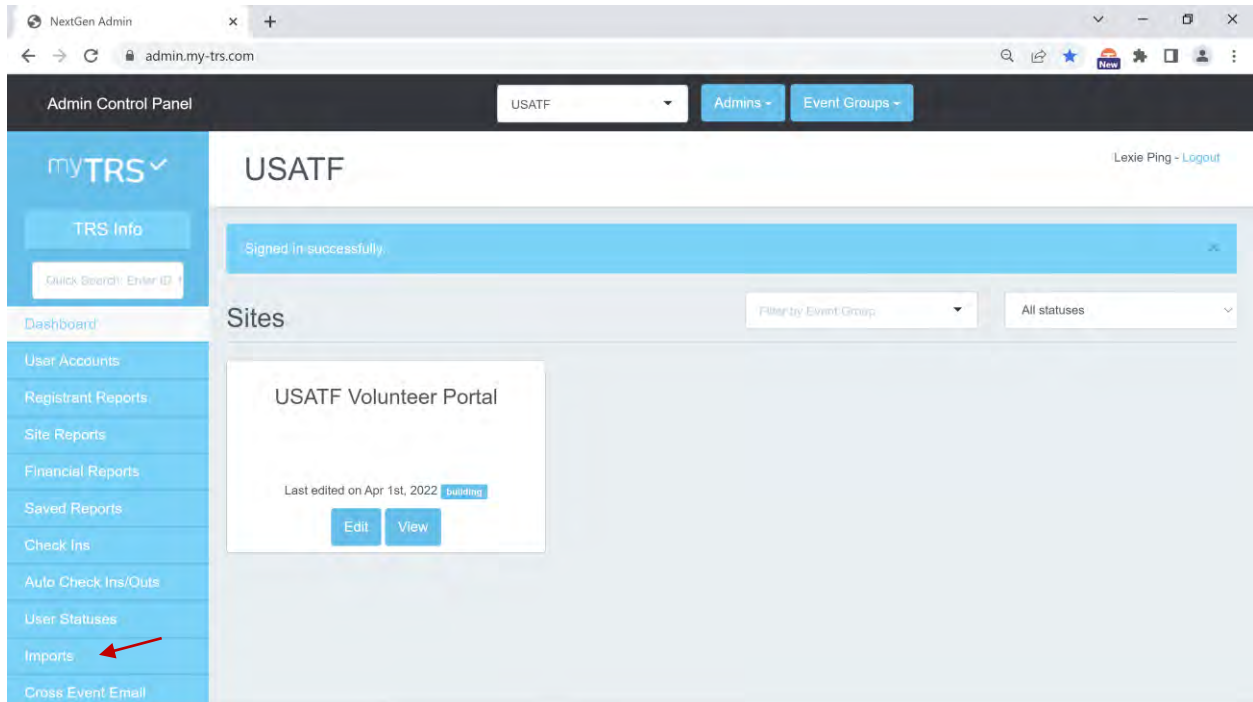 NextGen Admin
admin.my-trs.com
New
Admin Control Panel
USATF
Admins
Event Groups
myTRS
USATF
Lexie Ping - Logout
TRS Info
Signed in successfully.
Quick Search: Enter ID
Dashboard
Sites
Filter by Event Group
All statuses
User Accounts
Registrant Reports
Site Reports
Financial Reports
Saved Reports
Check Ins
Auto Check Ins/Outs
User Statuses
Imports
Cross Event Email
USATF Volunteer Portal
Last edited on Apr 1st, 2022 building
Edit View